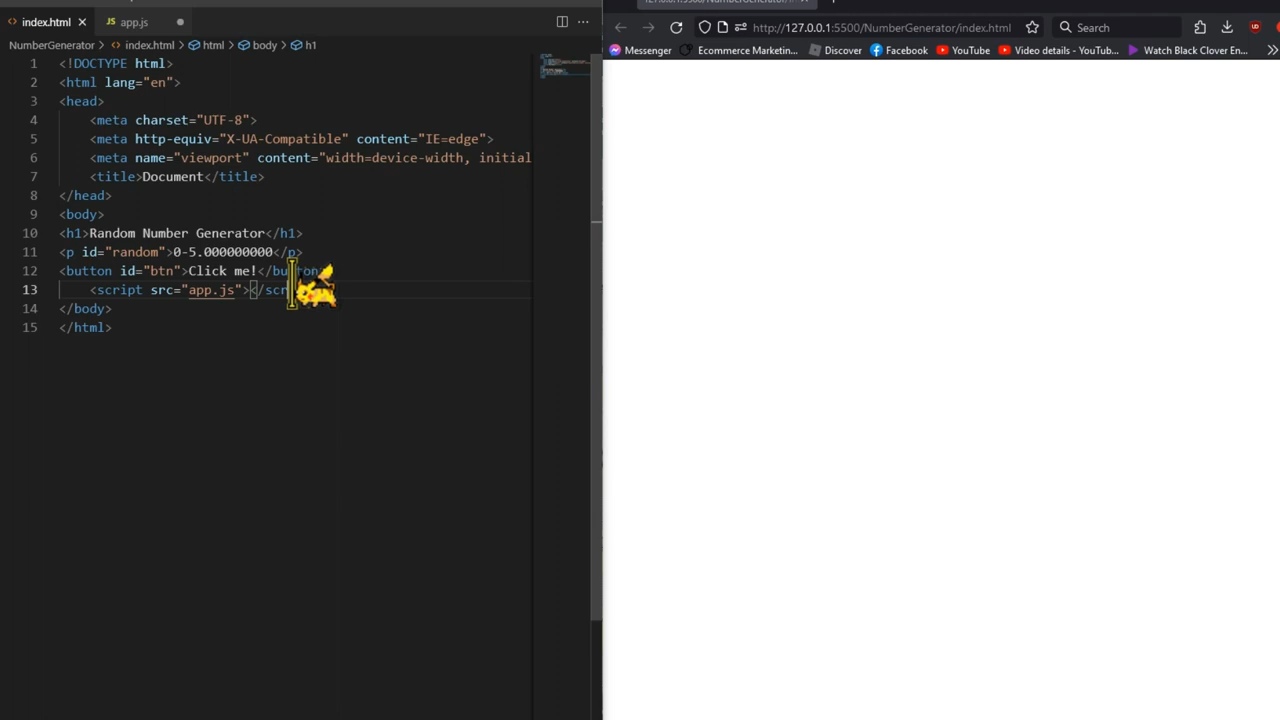 index.html
app.js
NumberGenerator > index.html > html > body > h1
1 <!DOCTYPE html>
2 <html lang="en">
3 <head>
4 <meta charset="UTF-8">
5 <meta http-equiv="X-UA-Compatible" content="IE=edge">
6 <meta name="viewport" content="width=device-width, initial
7 <title>Document</title>
8 </head>
9 <body>
10 <h1>Random Number Generator</h1>
11 <p id="random">0-5.000000000</p>
12 <button id="btn">Click me!</button>
13 <script src="app.js"></scr
14 </body>
15 </html>
http://127.0.0.1:5500/NumberGenerator/index.html
Search
UD
Messenger
Ecommerce Marketin...
Discover
Facebook
YouTube
Video details - YouTub...
Watch Black Clover En...